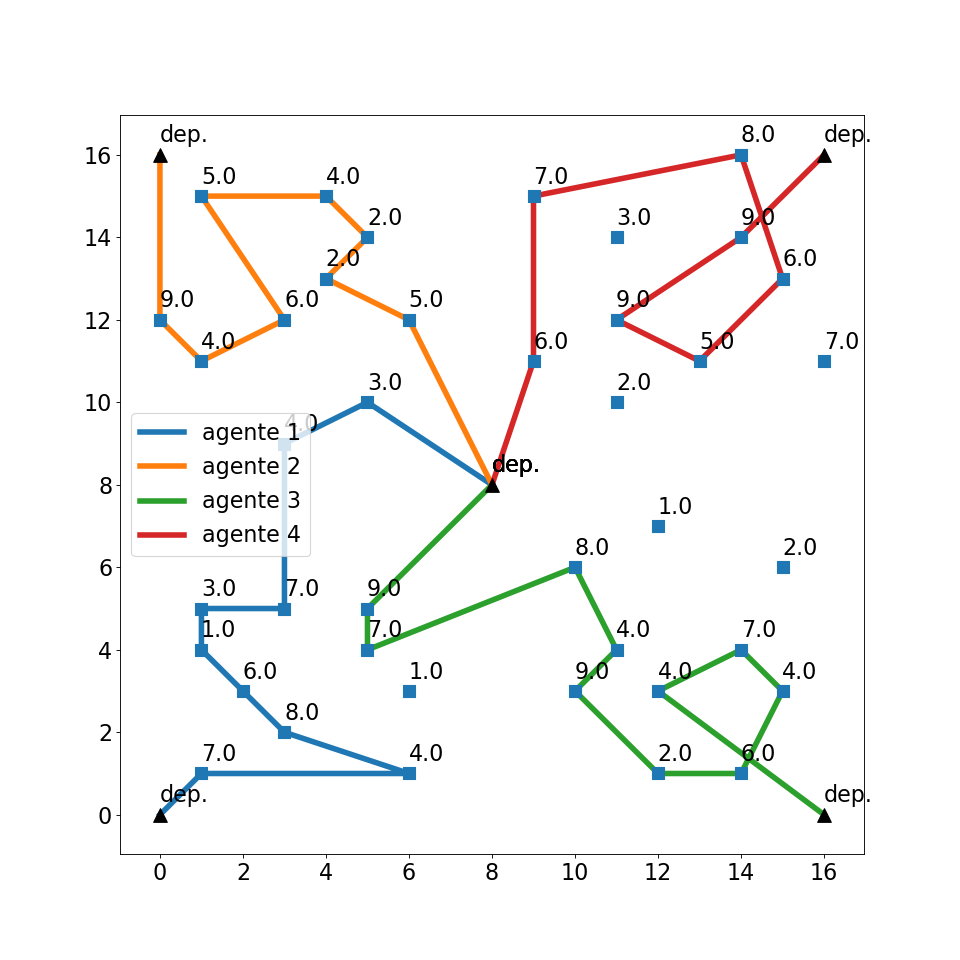 8.0
dep. dep.
5.0 4.0 7.0
2.0 3.0 9.0
2.0 6.0
9.0 6.0 5.0 9.0
4.0 6.0 5.0 7.0
3.0 2.0
4.0
agente 1
agente 2
agente 3
agente 4
dep.
1.0
8.0 2.0
3.0 7.0 9.0
1.0 7.0 4.0 7.0
6.0 1.0 9.0 4.0 4.0
8.0
7.0 4.0 2.0 6.0
dep. dep.
16
14
12
10
8
6
4
2
0
0 2 4 6 8 10 12 14 16